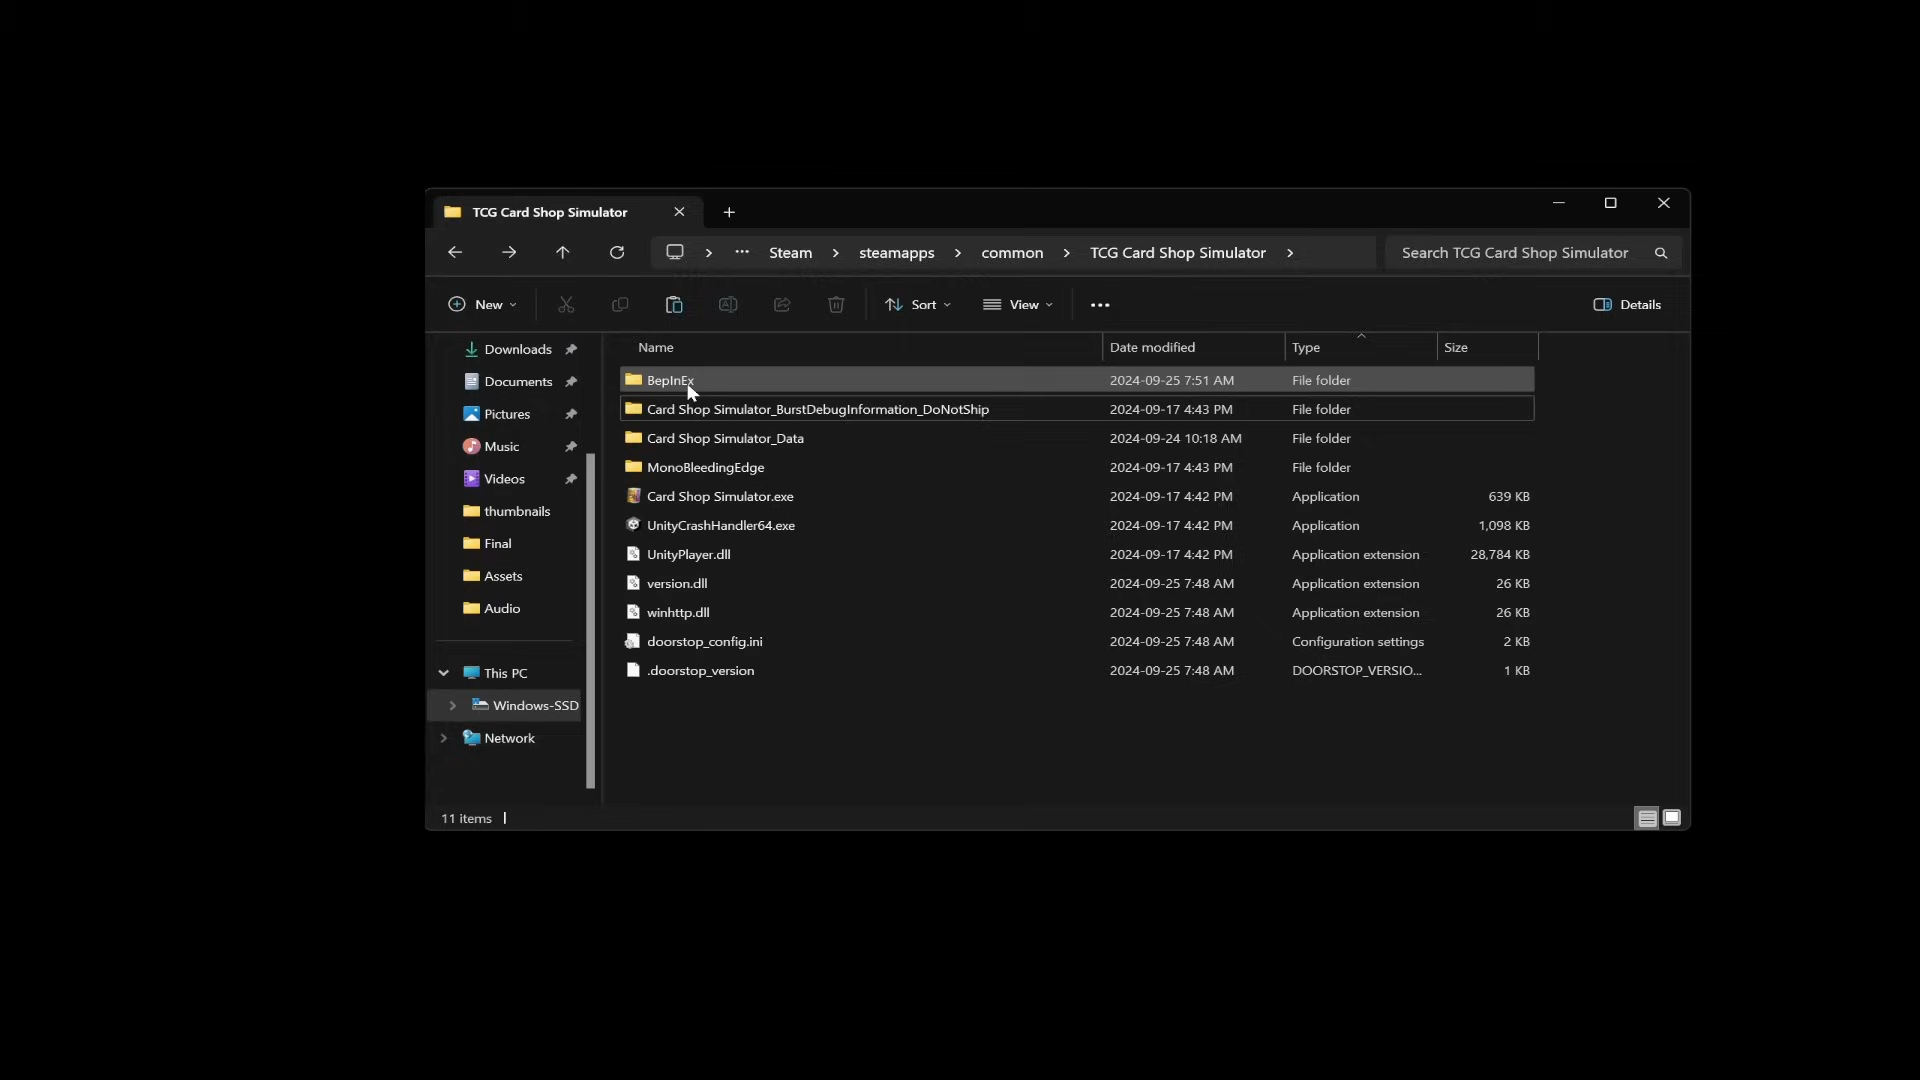 TCG Card Shop Simulator
Steam > steamapps > common > TCG Card Shop Simulator >
Search TCG Card Shop Simulator
New
Sort
View
Details
Downloads
Documents
Pictures
Music
Videos
thumbnails
Final
Assets
Audio
This PC
Windows-SSD
Network
Name Date modified Type Size
BepInEx 2024-09-25 7:51 AM File folder
Card Shop Simulator_BurstDebugInformation_DoNotShip 2024-09-17 4:43 PM File folder
Card Shop Simulator_Data 2024-09-24 10:18 AM File folder
MonoBleedingEdge 2024-09-17 4:43 PM File folder
Card Shop Simulator.exe 2024-09-17 4:42 PM Application 639 KB
UnityCrashHandler64.exe 2024-09-17 4:42 PM Application 1,098 KB
UnityPlayer.dll 2024-09-17 4:42 PM Application extension 28,784 KB
version.dll 2024-09-25 7:48 AM Application extension 26 KB
winhttp.dll 2024-09-25 7:48 AM Application extension 26 KB
doorstop_config.ini 2024-09-25 7:48 AM Configuration settings 2 KB
.doorstop_version 2024-09-25 7:48 AM DOORSTOP_VERSIO... 1 KB
11 items